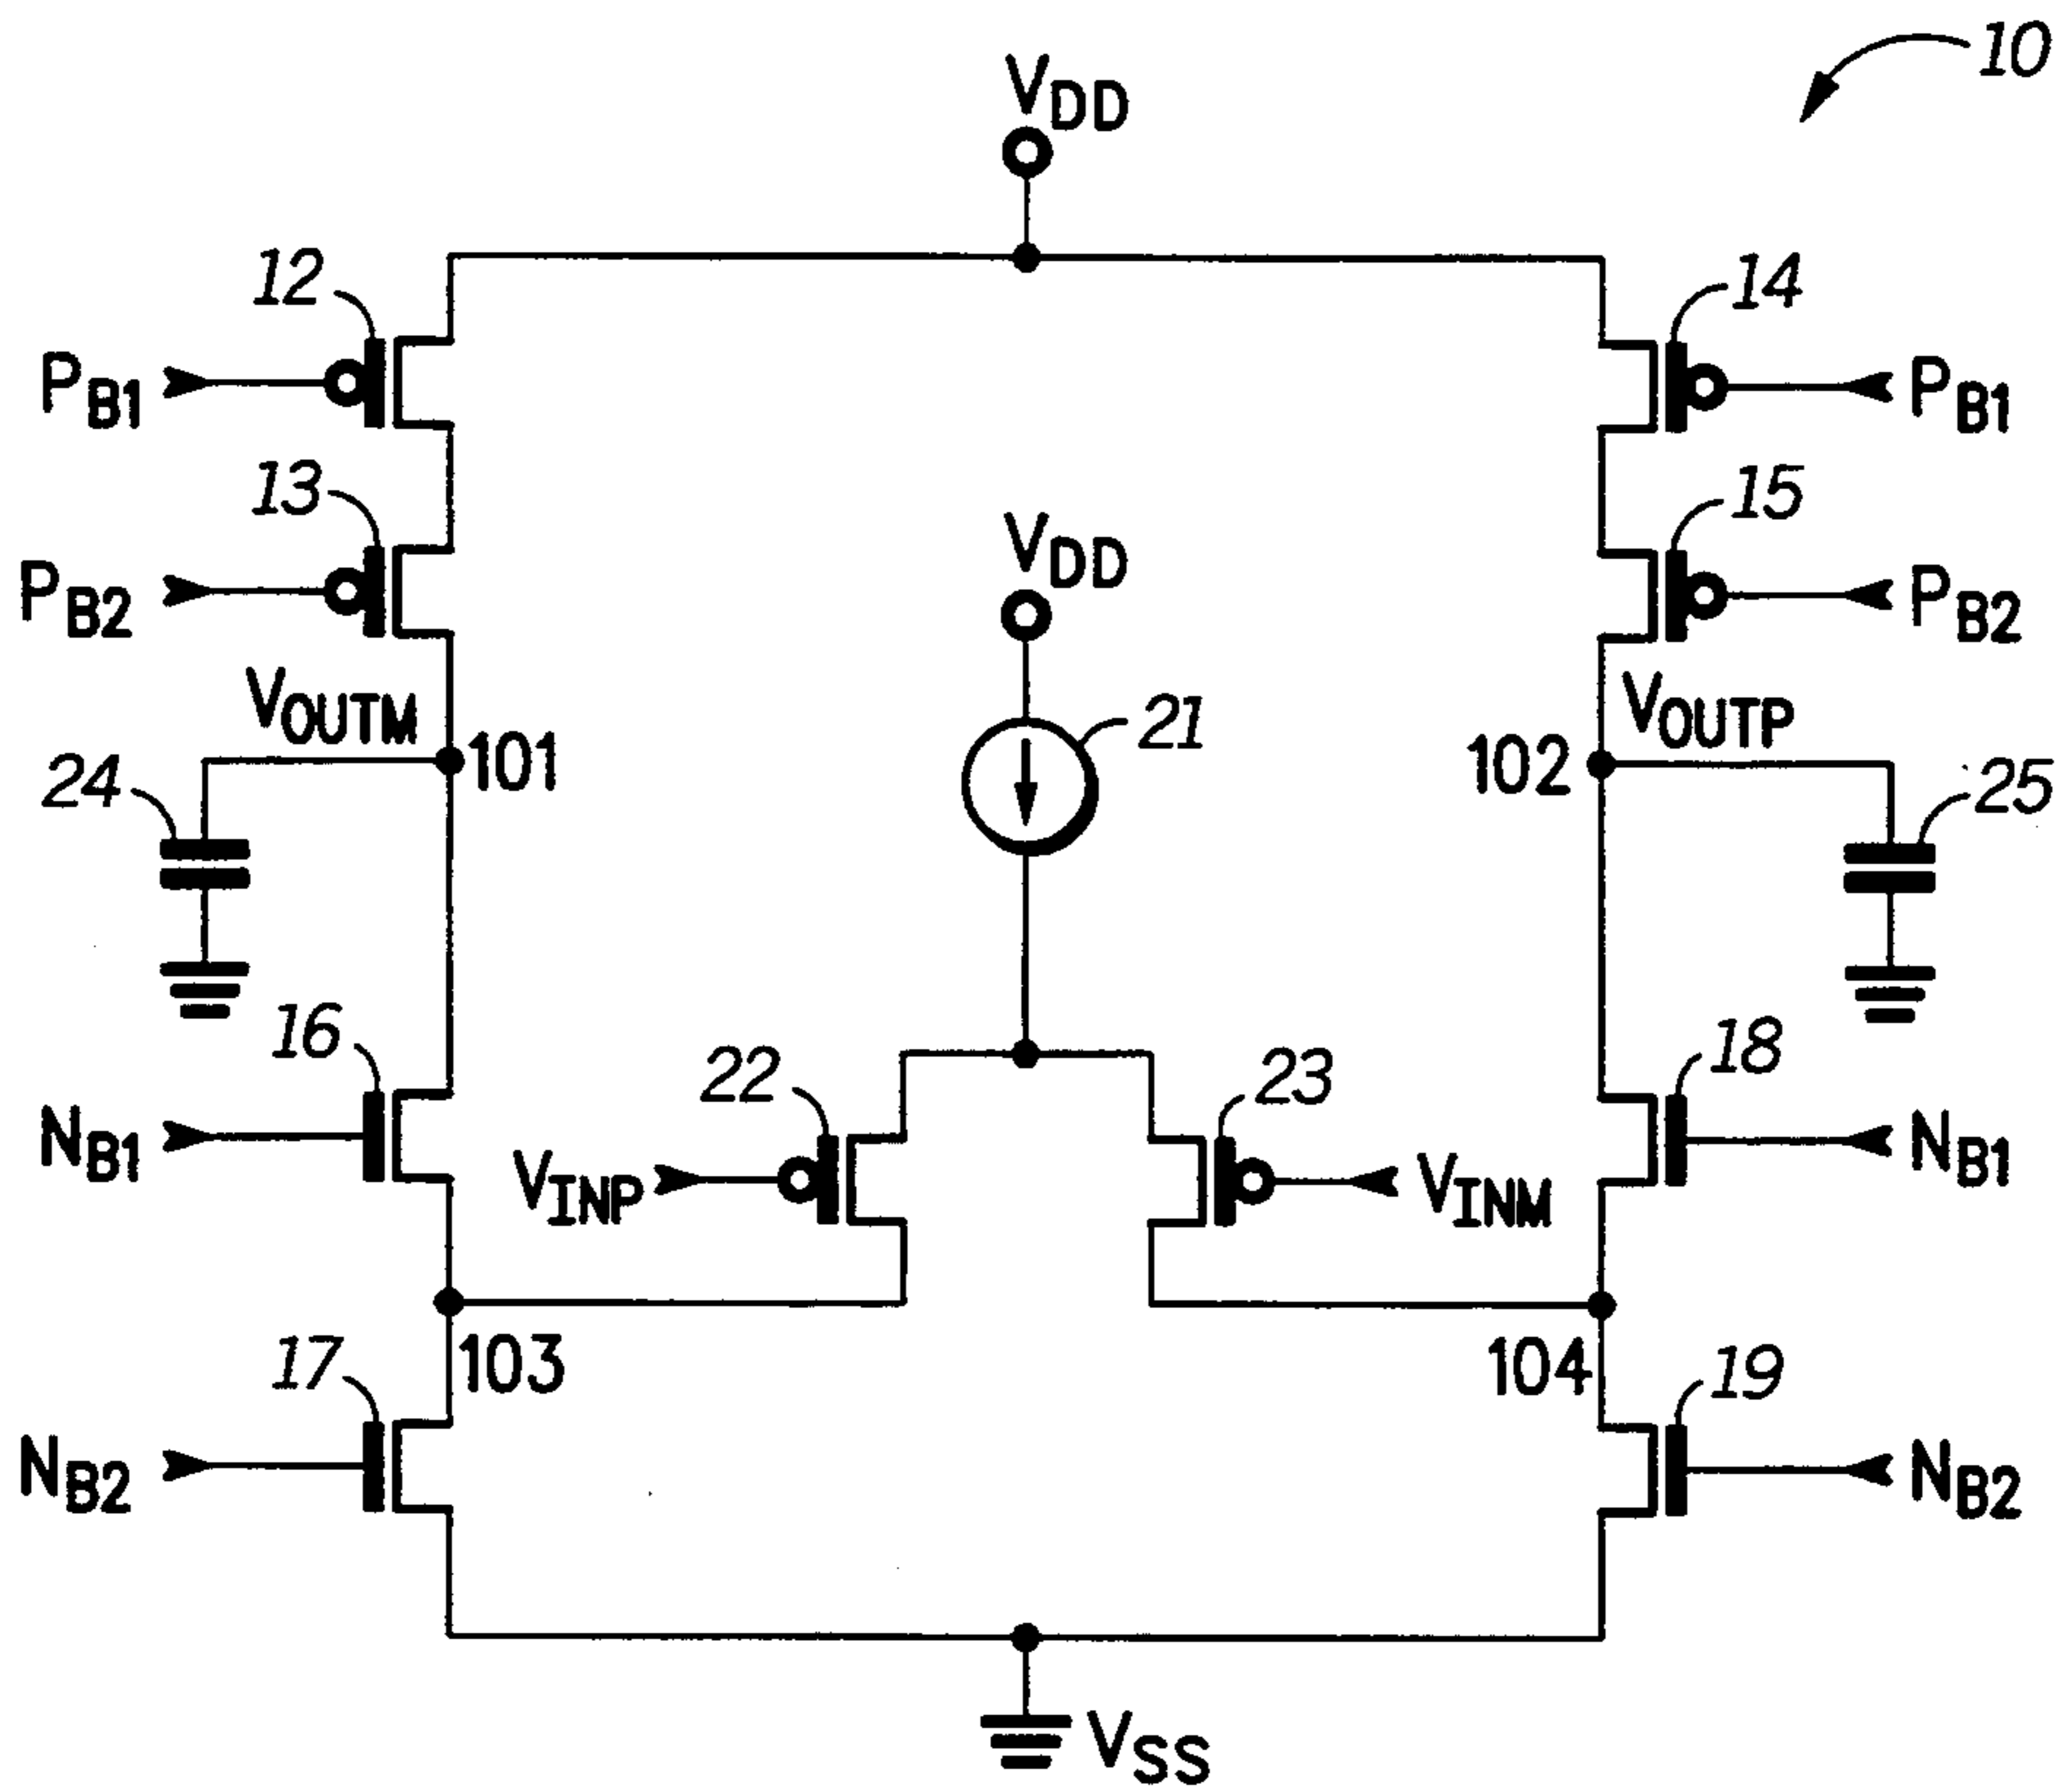 10
VDD
12
14
PB1
PB1
13
15
VDD
PB2
PB2
VOUTM
21
VOUTP
24
101
102
25
16
22
23
18
NB1
VINP
VINM
NB1
17
103
104
19
NB2
NB2
VSS